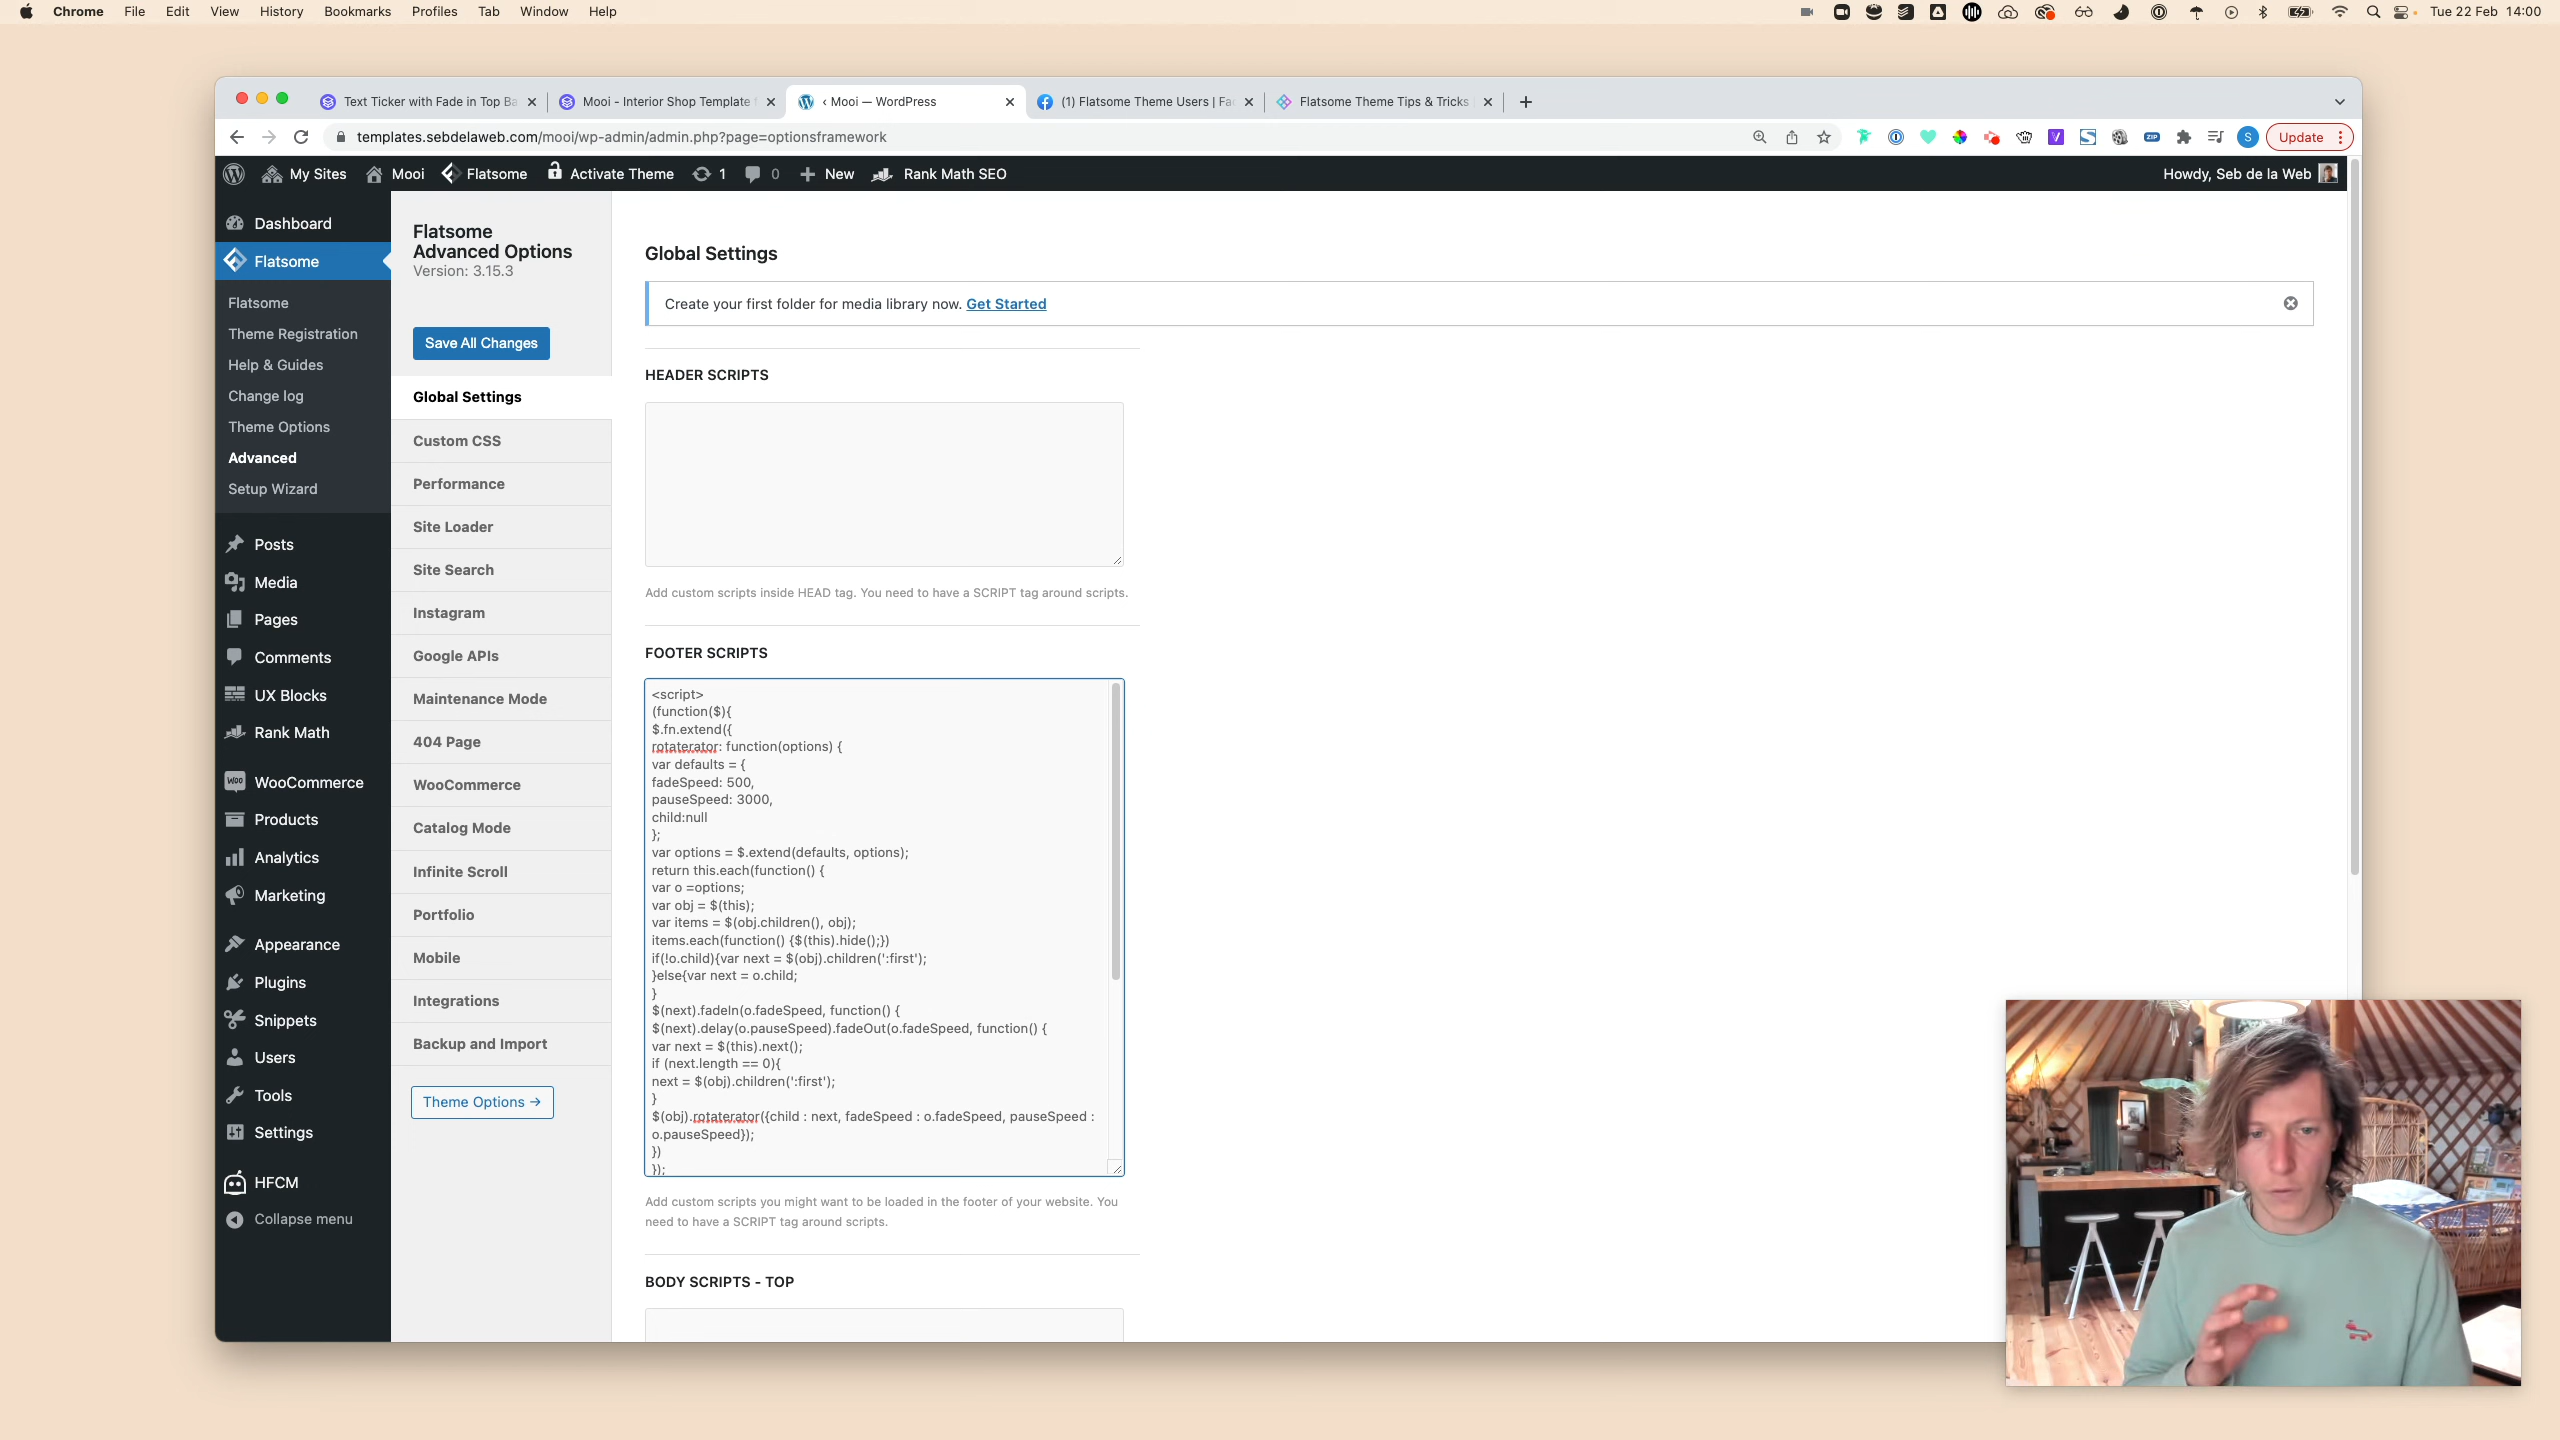 Chrome File Edit View History Bookmarks Profiles Tab Window Help
Tue 22 Feb 14:00
Text Ticker with Fade in Top Ba
Mooi - Interior Shop Template
‹ Mooi — WordPress
(1) Flatsome Theme Users | Fa
Flatsome Theme Tips & Tricks
templates.sebdelaweb.com/mooi/wp-admin/admin.php?page=optionsframework
ZIP
S
Update
My Sites
Mooi
Flatsome
Activate Theme
1
0
New
Rank Math SEO
Howdy, Seb de la Web
Dashboard
Flatsome
Flatsome
Theme Registration
Help & Guides
Change log
Theme Options
Advanced
Setup Wizard
Posts
Media
Pages
Comments
UX Blocks
Rank Math
WooCommerce
Products
Analytics
Marketing
Appearance
Plugins
Snippets
Users
Tools
Settings
HFCM
Collapse menu
Flatsome
Advanced Options
Version: 3.15.3
Save All Changes
Global Settings
Custom CSS
Performance
Site Loader
Site Search
Instagram
Google APIs
Maintenance Mode
404 Page
WooCommerce
Catalog Mode
Infinite Scroll
Portfolio
Mobile
Integrations
Backup and Import
Theme Options →
Global Settings
Create your first folder for media library now. Get Started
HEADER SCRIPTS
Add custom scripts inside HEAD tag. You need to have a SCRIPT tag around scripts.
FOOTER SCRIPTS
<script>
(function($){
$.fn.extend({
rotaterator: function(options) {
var defaults = {
fadeSpeed: 500,
pauseSpeed: 3000,
child:null
};
var options = $.extend(defaults, options);
return this.each(function() {
var o =options;
var obj = $(this);
var items = $(obj.children(), obj);
items.each(function() {$(this).hide();})
if(!o.child){var next = $(obj).children(':first');
}else{var next = o.child;
}
$(next).fadeIn(o.fadeSpeed, function() {
$(next).delay(o.pauseSpeed).fadeOut(o.fadeSpeed, function() {
var next = $(this).next();
if (next.length == 0){
next = $(obj).children(':first');
}
$(obj).rotaterator({child : next, fadeSpeed : o.fadeSpeed, pauseSpeed :
o.pauseSpeed});
})
});
Add custom scripts you might want to be loaded in the footer of your website. You
need to have a SCRIPT tag around scripts.
BODY SCRIPTS - TOP